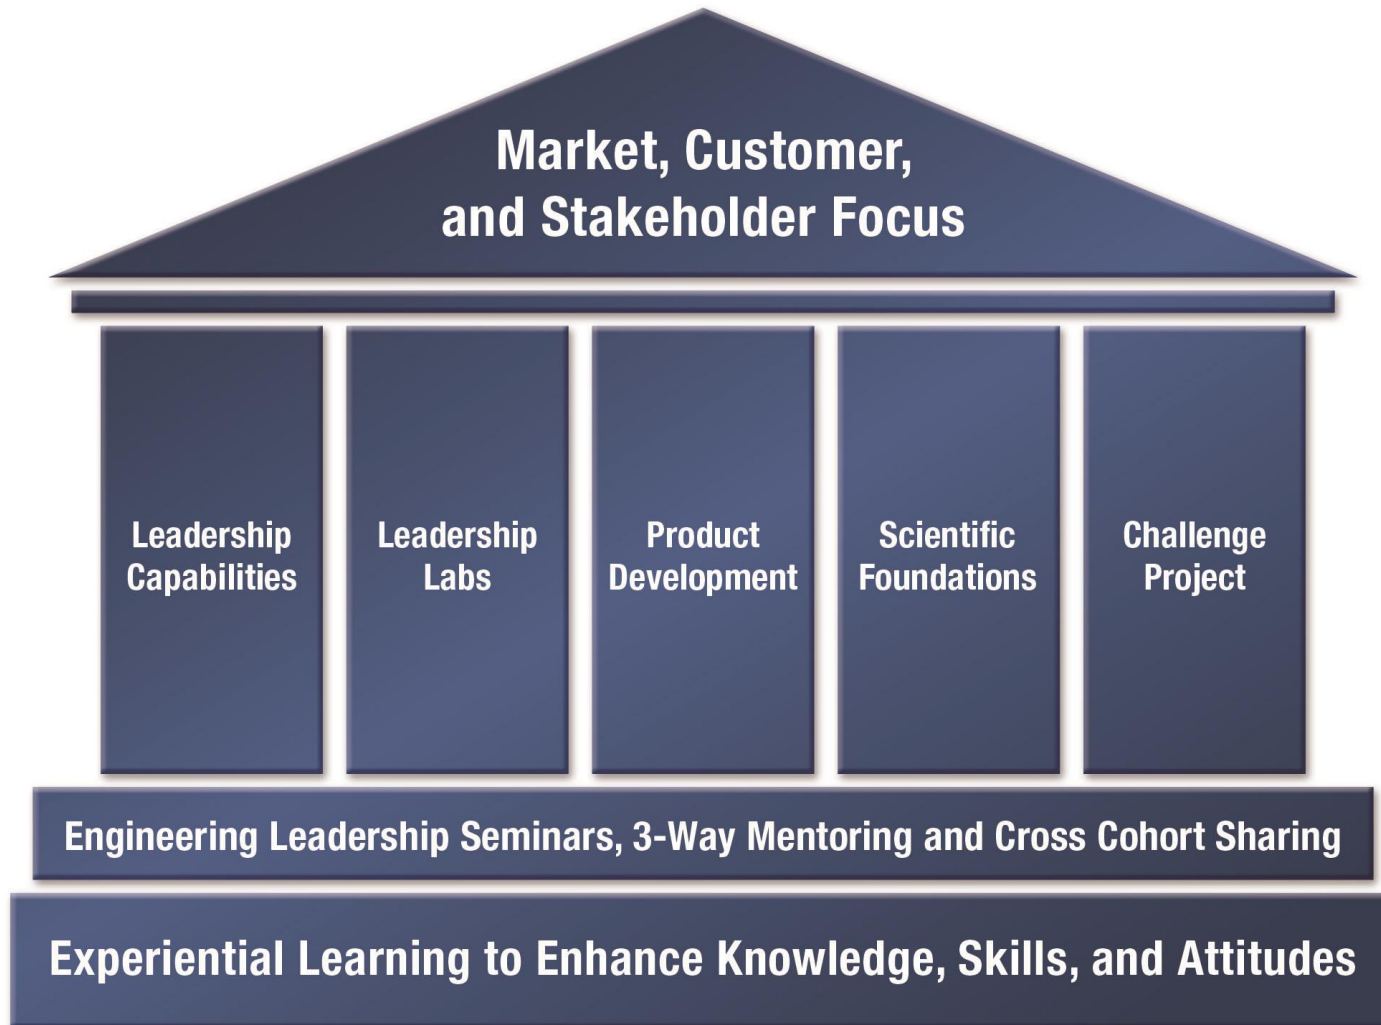 Market, Customer,
and Stakeholder Focus
Leadership
Capabilities
Leadership
Labs
Product
Development
Scientific
Foundations
Challenge
Project
Engineering Leadership Seminars, 3-Way Mentoring and Cross Cohort Sharing
Experiential Learning to Enhance Knowledge, Skills, and Attitudes